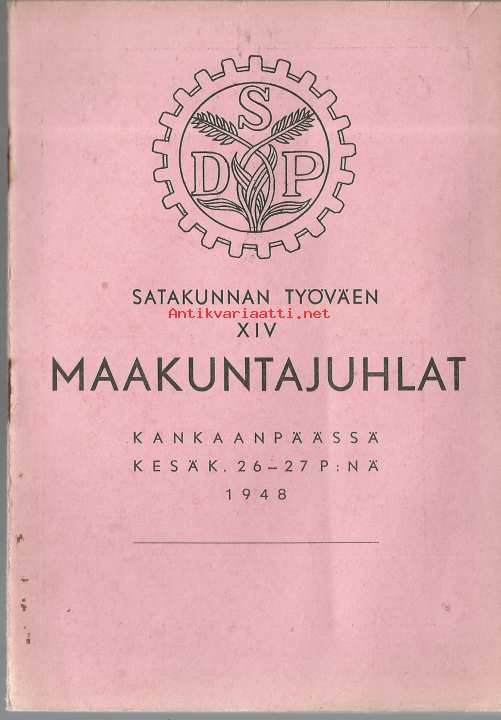 S
D P
SATAKUNNAN TYÖVÄEN
Antikvariaatti.net
XIV
MAAKUNTAJUHLAT
KANKAANPÄÄSSÄ
KESÄK. 26–27 P:NÄ
1948